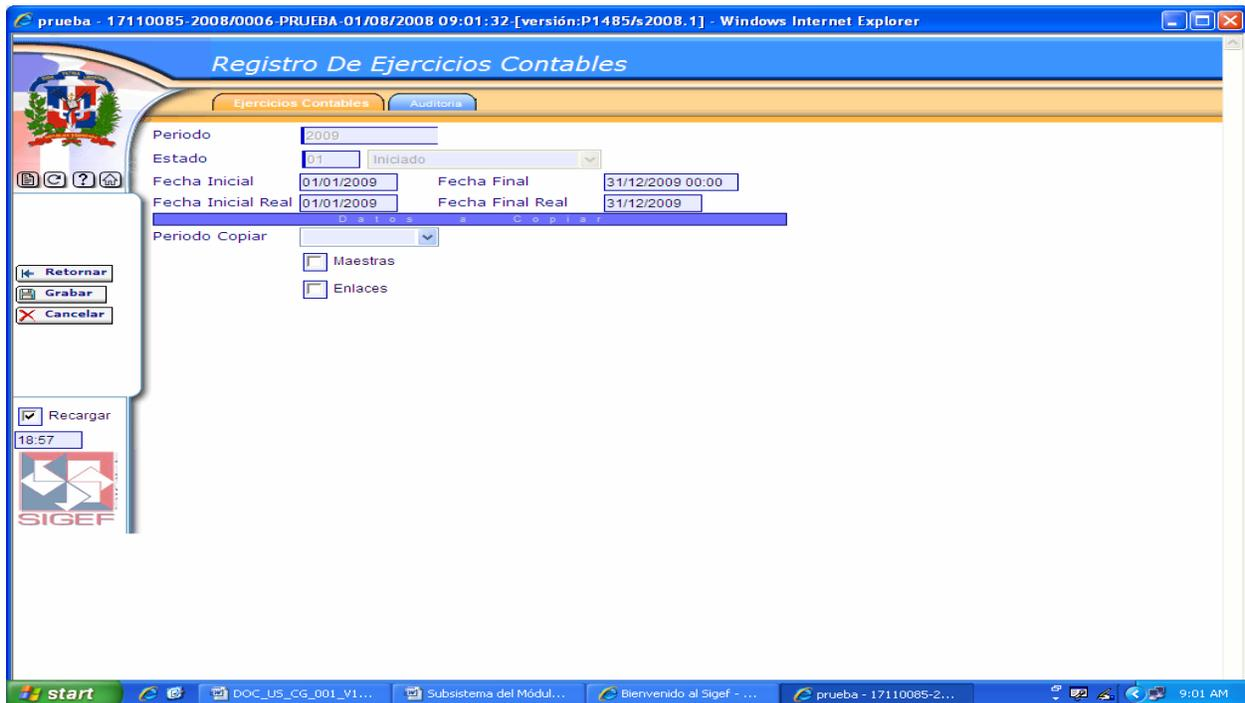 prueba - 17110085-2008/0006-PRUEBA-01/08/2008 09:01:32-[versión:P1485/s2008.1] - Windows Internet Explorer
Registro De Ejercicios Contables
Ejercicios Contables Auditoria
Periodo 2009
Estado 01 Iniciado
Fecha Inicial 01/01/2009 Fecha Final 31/12/2009 00:00
Fecha Inicial Real 01/01/2009 Fecha Final Real 31/12/2009
Datos a Copiar
Periodo Copiar
Maestras
Enlaces
Retornar
Grabar
Cancelar
Recargar
18:57
SIGEF
start DOC_US_CG_001_V1... Subsistema del Módul... Bienvenido al Sigef - ... prueba - 17110085-2... 9:01 AM